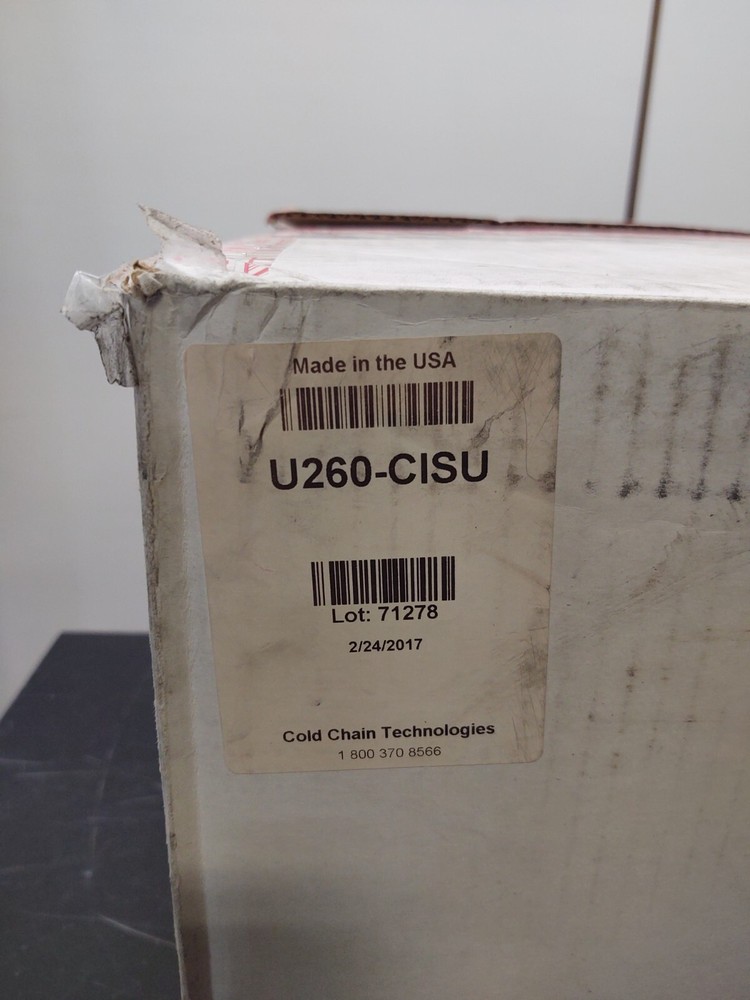 Made in the USA
U260-CISU
Lot: 71278
2/24/2017
Cold Chain Technologies
1 800 370 8566